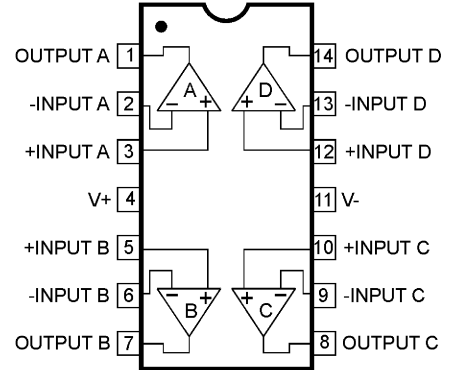 OUTPUT A 1 14 OUTPUT D
-INPUT A 2 - + A D + - 13 -INPUT D
+INPUT A 3 12 +INPUT D
V+ 4 11 V-
+INPUT B 5 10 +INPUT C
-INPUT B 6 - + B C + - 9 -INPUT C
OUTPUT B 7 8 OUTPUT C